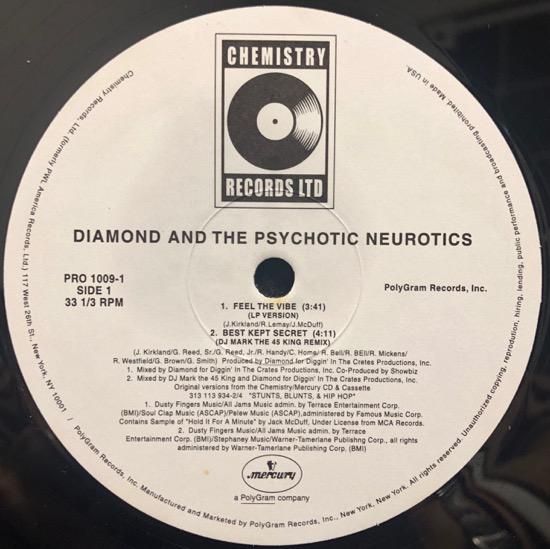 CHEMISTRY
RECORDS LTD
DIAMOND AND THE PSYCHOTIC NEUROTICS
PRO 1009-1
SIDE 1
33 1/3 RPM
PolyGram Records, Inc.
1. FEEL THE VIBE (3:41)
(LP VERSION)
(J.Kirkland/R.Lemay/J.McDuff)
2. BEST KEPT SECRET (4:11)
(DJ MARK THE 45 KING REMIX)
(J. Kirkland/G. Reed, Sr./G. Reed, Jr./R. Handy/C. Homs/ R. Bell/R. BEll/R. Mickens/
R. Westfield/G. Brown/G. Smith) Produced by Diamond for Diggin' In The Crates Productions, Inc.
1. Mixed by Diamond for Diggin' In The Crates Productions, Inc. Co-Produced by Showbiz
2. Mixed by DJ Mark the 45 King and Diamond for Diggin' In The Crates Productions, Inc.
Original versions from the Chemistry/Mercury CD & Cassette
313 113 934-2/4 "STUNTS, BLUNTS, & HIP HOP"
1. Dusty Fingers Music/All Jams Music admin. by Terrace Entertainment Corp.
(BMI)/Soul Clap Music (ASCAP)/Palew Music (ASCAP),administered by Famous Music Corp.
Contains Sample of "Hold It For A Minute" by Jack McDuff, Under License from MCA Records.
2. Dusty Fingers Music/All Jams Music admin. by Terrace
Entertainment Corp. (BMI)/Stephaney Music/Warner-Tamerlane Publishng Corp., all rights
administered by Warner-Tamerlane Publishing Corp. (BMI)
mercury
a PolyGram company
Chemistry Records, Ltd. (formerly PWL America Records, Ltd.) 117 West 26th St., New York, NY 10001 / PolyGram Records, Inc. Manufactured and Marketed by PolyGram Records, Inc., New York, New York. All rights reserved. Unauthorized copying, reproduction, hiring, lending, public performance and broadcasting prohibited. Made in USA.